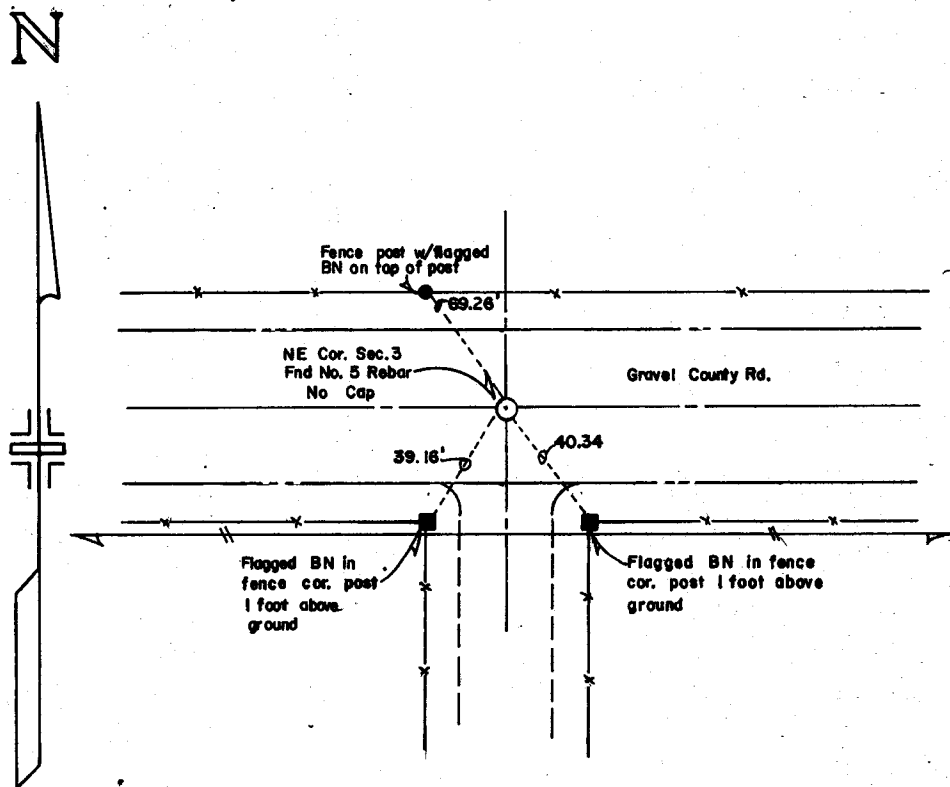 N
Fence post w/flagged
BN on top of post
69.26'
NE Cor. Sec. 3
Fnd No. 5 Rebar
No Cap
Gravel County Rd.
39.16'
40.34
Flagged BN in
fence cor. post
1 foot above
ground
Flagged BN in fence
cor. post 1 foot above
ground